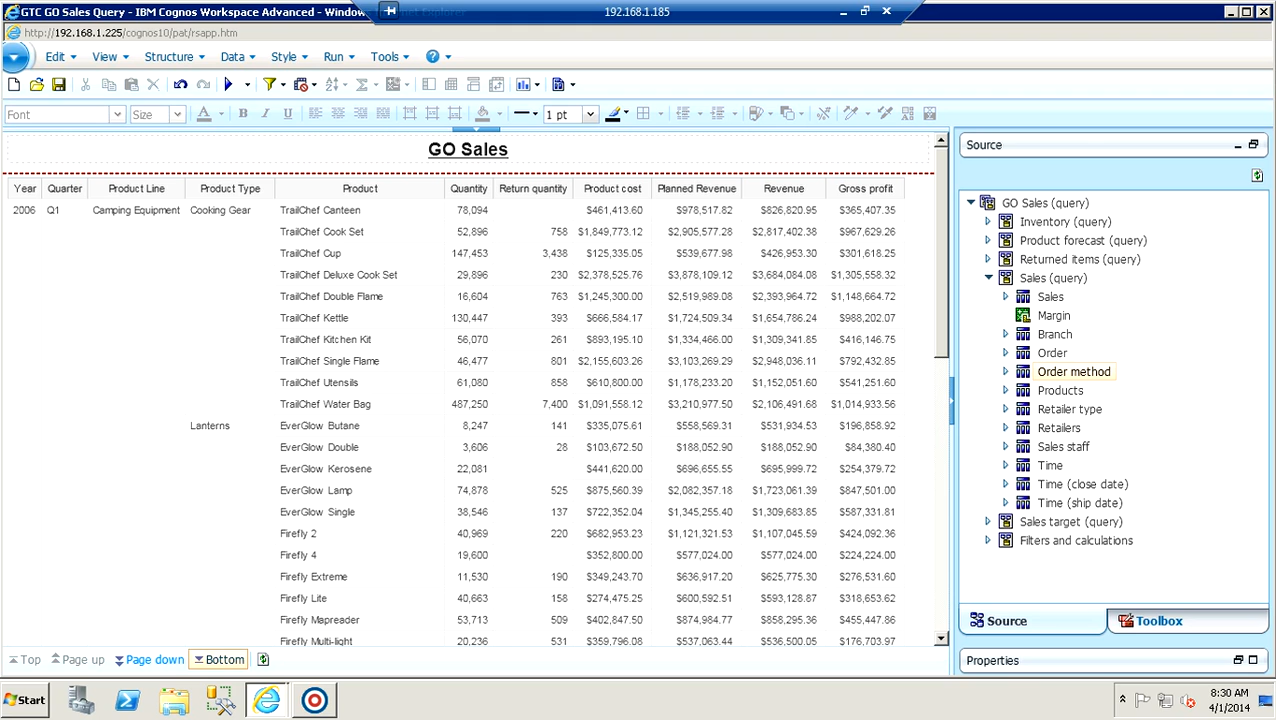 GTC GO Sales Query - IBM Cognos Workspace Advanced - Windows Internet Explorer
192.168.1.185
http://192.168.1.225/cognos10/pat/rsapp.htm
Edit View Structure Data Style Run Tools ?
Font Size A B I U 1 pt
GO Sales
Year Quarter Product Line Product Type Product Quantity Return quantity Product cost Planned Revenue Revenue Gross profit
2006 Q1 Camping Equipment Cooking Gear TrailChef Canteen 78,094 $461,413.60 $978,517.82 $826,820.95 $365,407.35
TrailChef Cook Set 52,896 758 $1,849,773.12 $2,905,577.28 $2,817,402.38 $967,629.26
TrailChef Cup 147,453 3,438 $125,335.05 $539,677.98 $426,953.30 $301,618.25
TrailChef Deluxe Cook Set 29,896 230 $2,378,525.76 $3,878,109.12 $3,684,084.08 $1,305,558.32
TrailChef Double Flame 16,604 763 $1,245,300.00 $2,519,989.08 $2,393,964.72 $1,148,664.72
TrailChef Kettle 130,447 393 $666,584.17 $1,724,509.34 $1,654,786.24 $988,202.07
TrailChef Kitchen Kit 56,070 261 $893,195.10 $1,334,466.00 $1,309,341.85 $416,146.75
TrailChef Single Flame 46,477 801 $2,155,603.26 $3,103,269.29 $2,948,036.11 $792,432.85
TrailChef Utensils 61,080 858 $610,800.00 $1,178,233.20 $1,152,051.60 $541,251.60
TrailChef Water Bag 487,250 7,400 $1,091,558.12 $3,210,977.50 $2,106,491.68 $1,014,933.56
Lanterns EverGlow Butane 8,247 141 $335,075.61 $558,569.31 $531,934.53 $196,858.92
EverGlow Double 3,606 28 $103,672.50 $188,052.90 $188,052.90 $84,380.40
EverGlow Kerosene 22,081 $441,620.00 $696,655.55 $695,999.72 $254,379.72
EverGlow Lamp 74,878 525 $875,560.39 $2,082,357.18 $1,723,061.39 $847,501.00
EverGlow Single 38,546 137 $722,352.04 $1,345,255.40 $1,309,683.85 $587,331.81
Firefly 2 40,969 220 $682,953.23 $1,121,321.53 $1,107,045.59 $424,092.36
Firefly 4 19,600 $352,800.00 $577,024.00 $577,024.00 $224,224.00
Firefly Extreme 11,530 190 $349,243.70 $636,917.20 $625,775.30 $276,531.60
Firefly Lite 40,663 158 $274,475.25 $600,592.51 $593,128.87 $318,653.62
Firefly Mapreader 53,713 509 $402,847.50 $874,984.77 $858,295.36 $455,447.86
Firefly Multi-light 20,236 531 $359,796.08 $537,063.44 $536,500.05 $176,703.97
Top Page up Page down Bottom
Source
GO Sales (query)
Inventory (query)
Product forecast (query)
Returned items (query)
Sales (query)
Sales
Margin
Branch
Order
Order method
Products
Retailer type
Retailers
Sales staff
Time
Time (close date)
Time (ship date)
Sales target (query)
Filters and calculations
Source Toolbox
Properties
Start
8:30 AM
4/1/2014